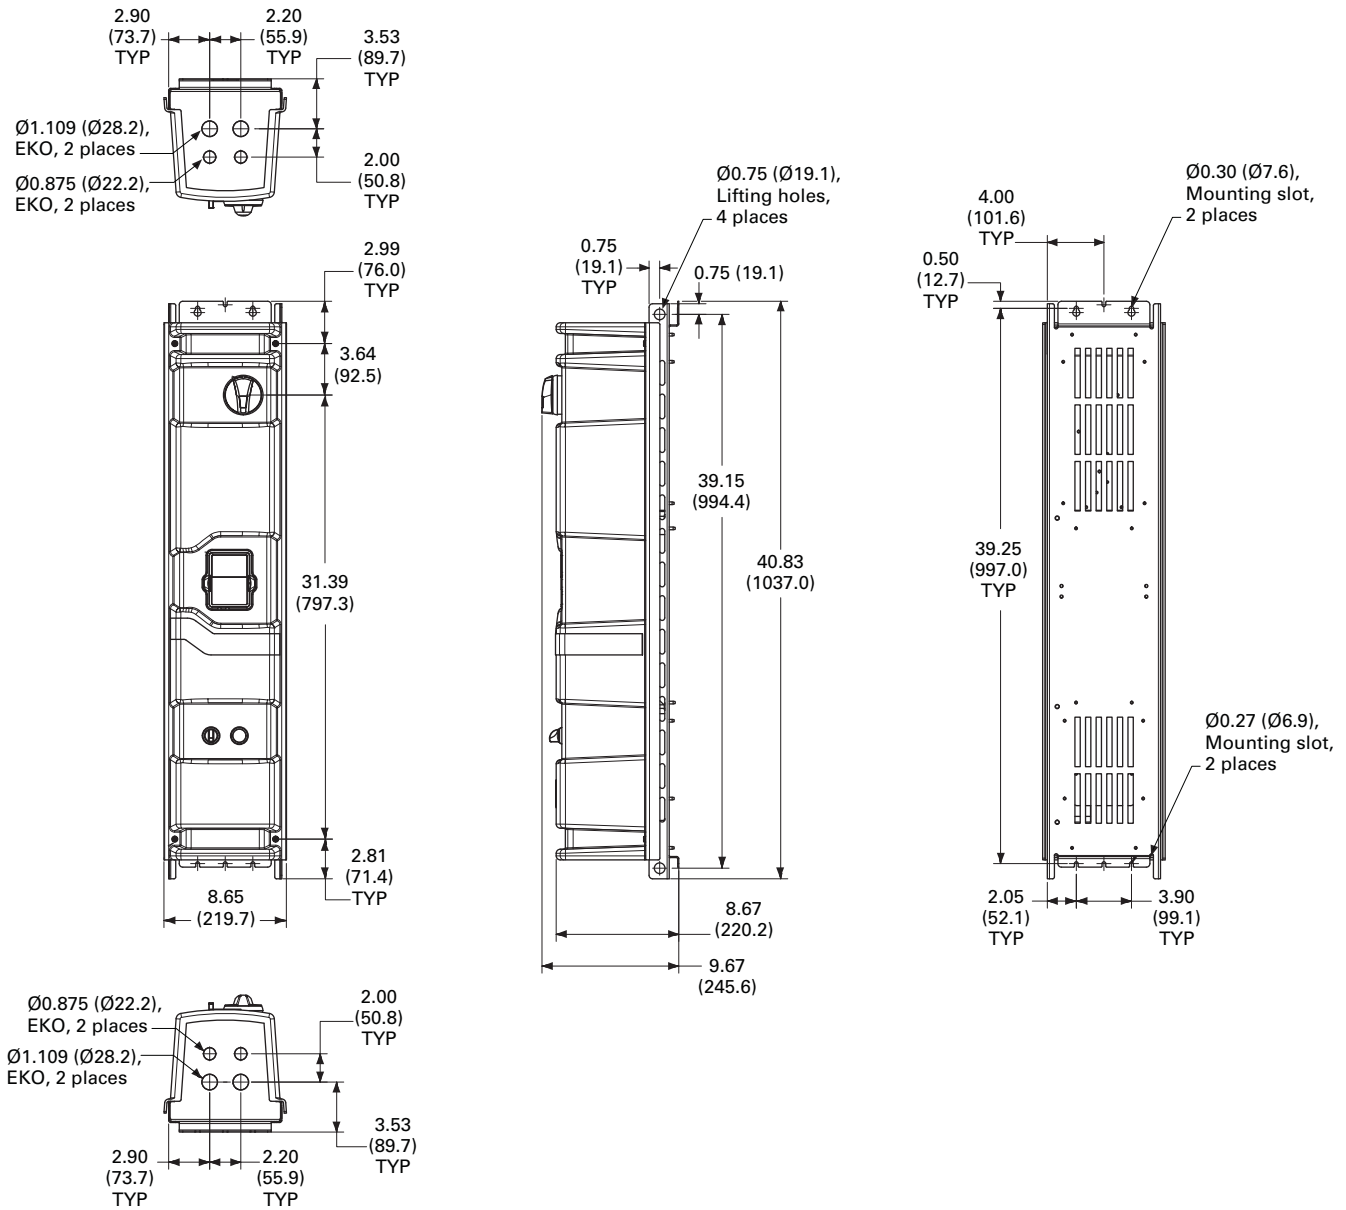 2.90
(73.7)
TYP
2.20
(55.9)
TYP
3.53
(89.7)
TYP
Ø1.109 (Ø28.2),
EKO, 2 places
Ø0.875 (Ø22.2),
EKO, 2 places
2.00
(50.8)
TYP
2.99
(76.0)
TYP
3.64
(92.5)
31.39
(797.3)
2.81
(71.4)
TYP
8.65
(219.7)
Ø0.75 (Ø19.1),
Lifting holes,
4 places
0.75
(19.1)
TYP
0.75 (19.1)
39.15
(994.4)
40.83
(1037.0)
8.67
(220.2)
9.67
(245.6)
Ø0.30 (Ø7.6),
Mounting slot,
2 places
4.00
(101.6)
TYP
0.50
(12.7)
TYP
39.25
(997.0)
TYP
Ø0.27 (Ø6.9),
Mounting slot,
2 places
2.05
(52.1)
TYP
3.90
(99.1)
TYP
Ø0.875 (Ø22.2),
EKO, 2 places
Ø1.109 (Ø28.2),
EKO, 2 places
2.00
(50.8)
TYP
3.53
(89.7)
TYP
2.90
(73.7)
TYP
2.20
(55.9)
TYP